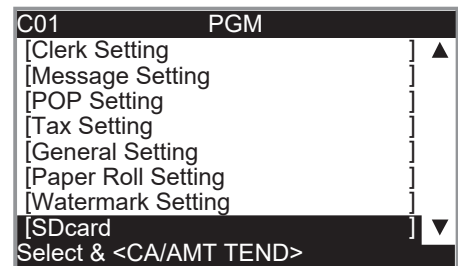 C01 PGM
[Clerk Setting ] ▲
[Message Setting ]
[POP Setting ]
[Tax Setting ]
[General Setting ]
[Paper Roll Setting ]
[Watermark Setting ]
[SDcard ] ▼
Select & <CA/AMT TEND>